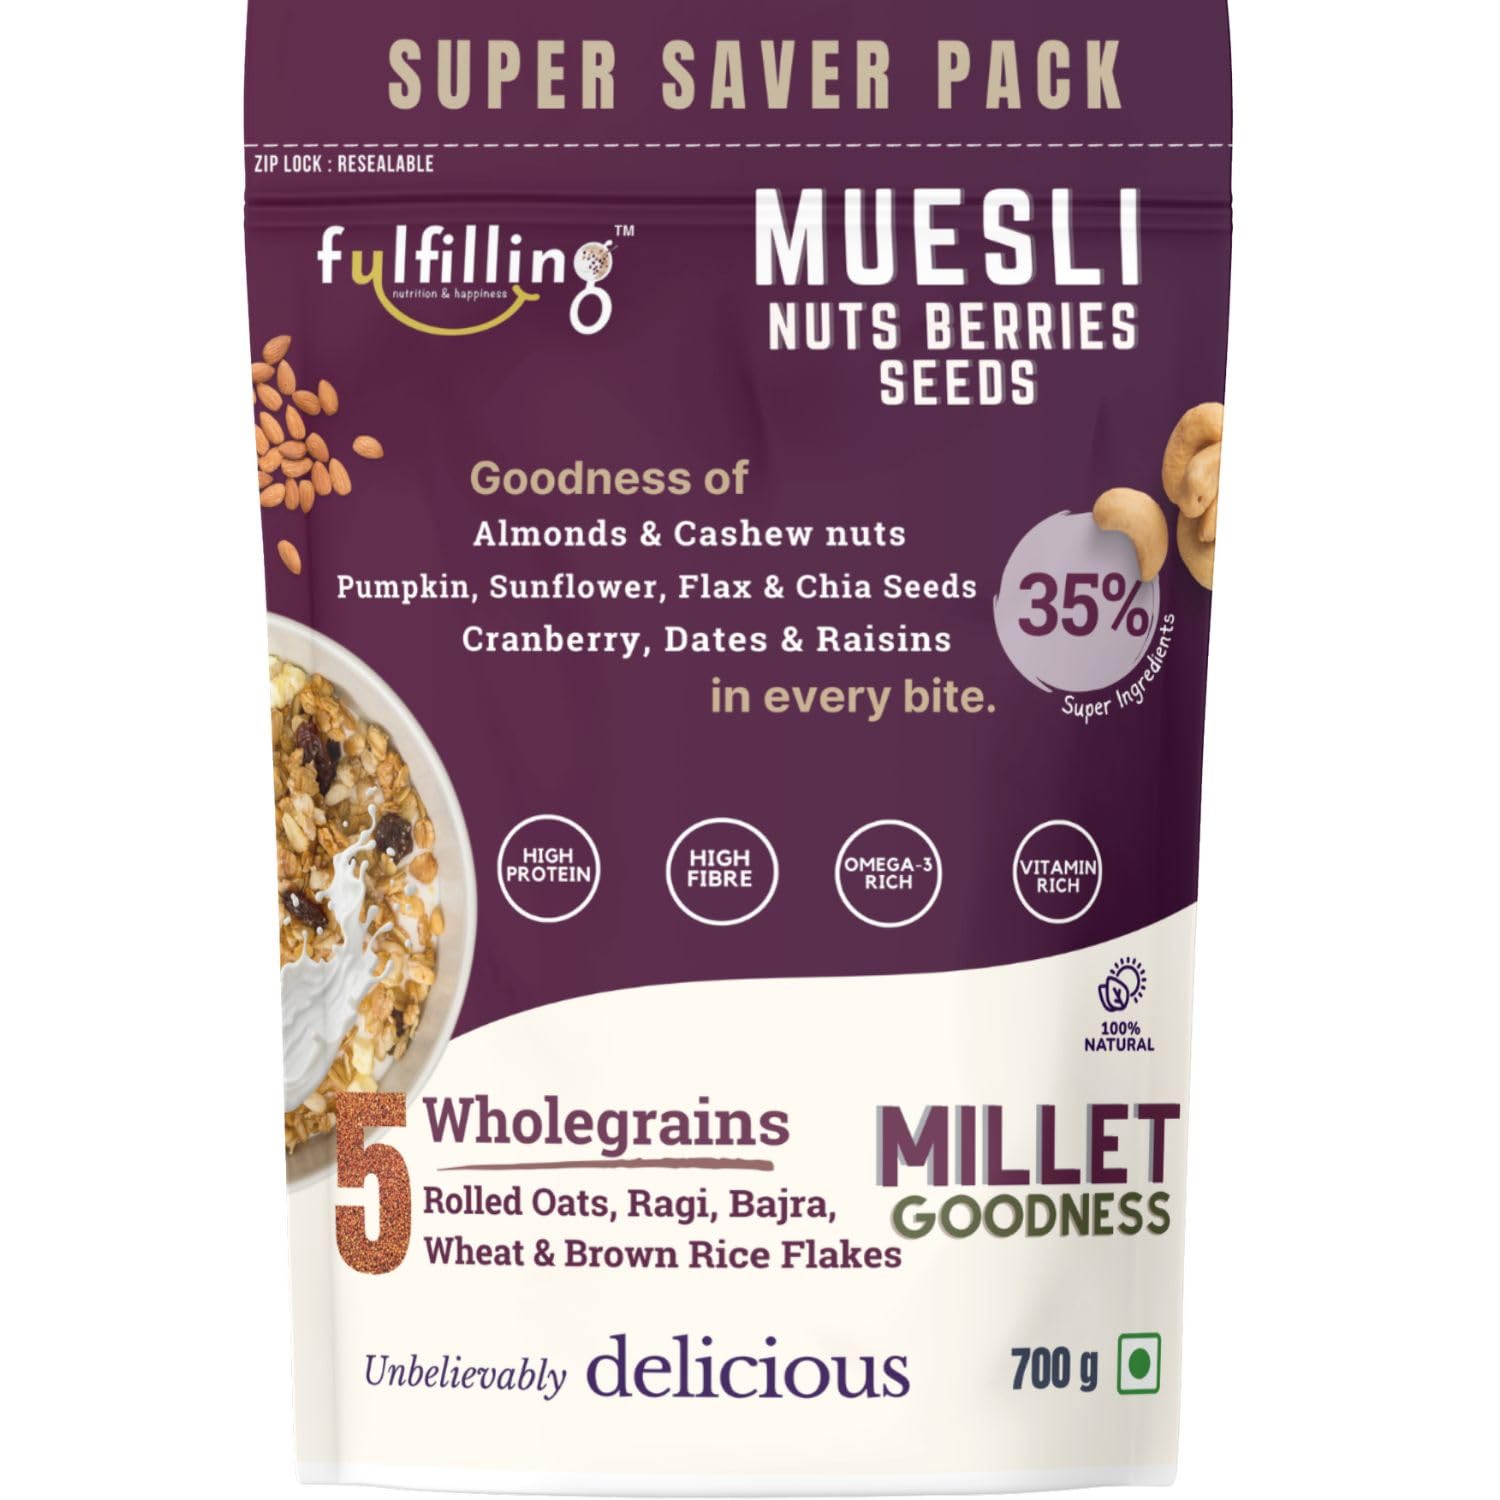 SUPER SAVER PACK
ZIP LOCK : RESEALABLE
fulfilling™
nutrition & happiness
MUESLI
NUTS BERRIES
SEEDS
Goodness of
Almonds & Cashew nuts
Pumpkin, Sunflower, Flax & Chia Seeds
Cranberry, Dates & Raisins
in every bite.
35%
Super Ingredients
HIGH
PROTEIN
HIGH
FIBRE
OMEGA-3
RICH
VITAMIN
RICH
100%
NATURAL
5 Wholegrains
Rolled Oats, Ragi, Bajra,
Wheat & Brown Rice Flakes
MILLET
GOODNESS
Unbelievably delicious
700 g